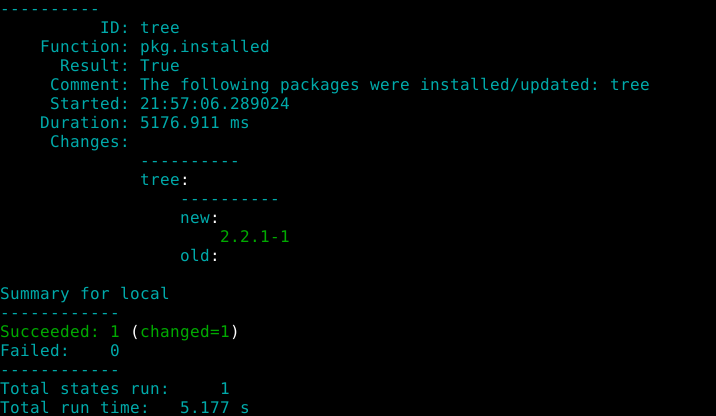 ----------
          ID: tree
    Function: pkg.installed
      Result: True
     Comment: The following packages were installed/updated: tree
     Started: 21:57:06.289024
    Duration: 5176.911 ms
     Changes:
              ----------
              tree:
                  ----------
                  new:
                      2.2.1-1
                  old:

Summary for local
------------
Succeeded: 1 (changed=1)
Failed:    0
------------
Total states run:     1
Total run time:   5.177 s